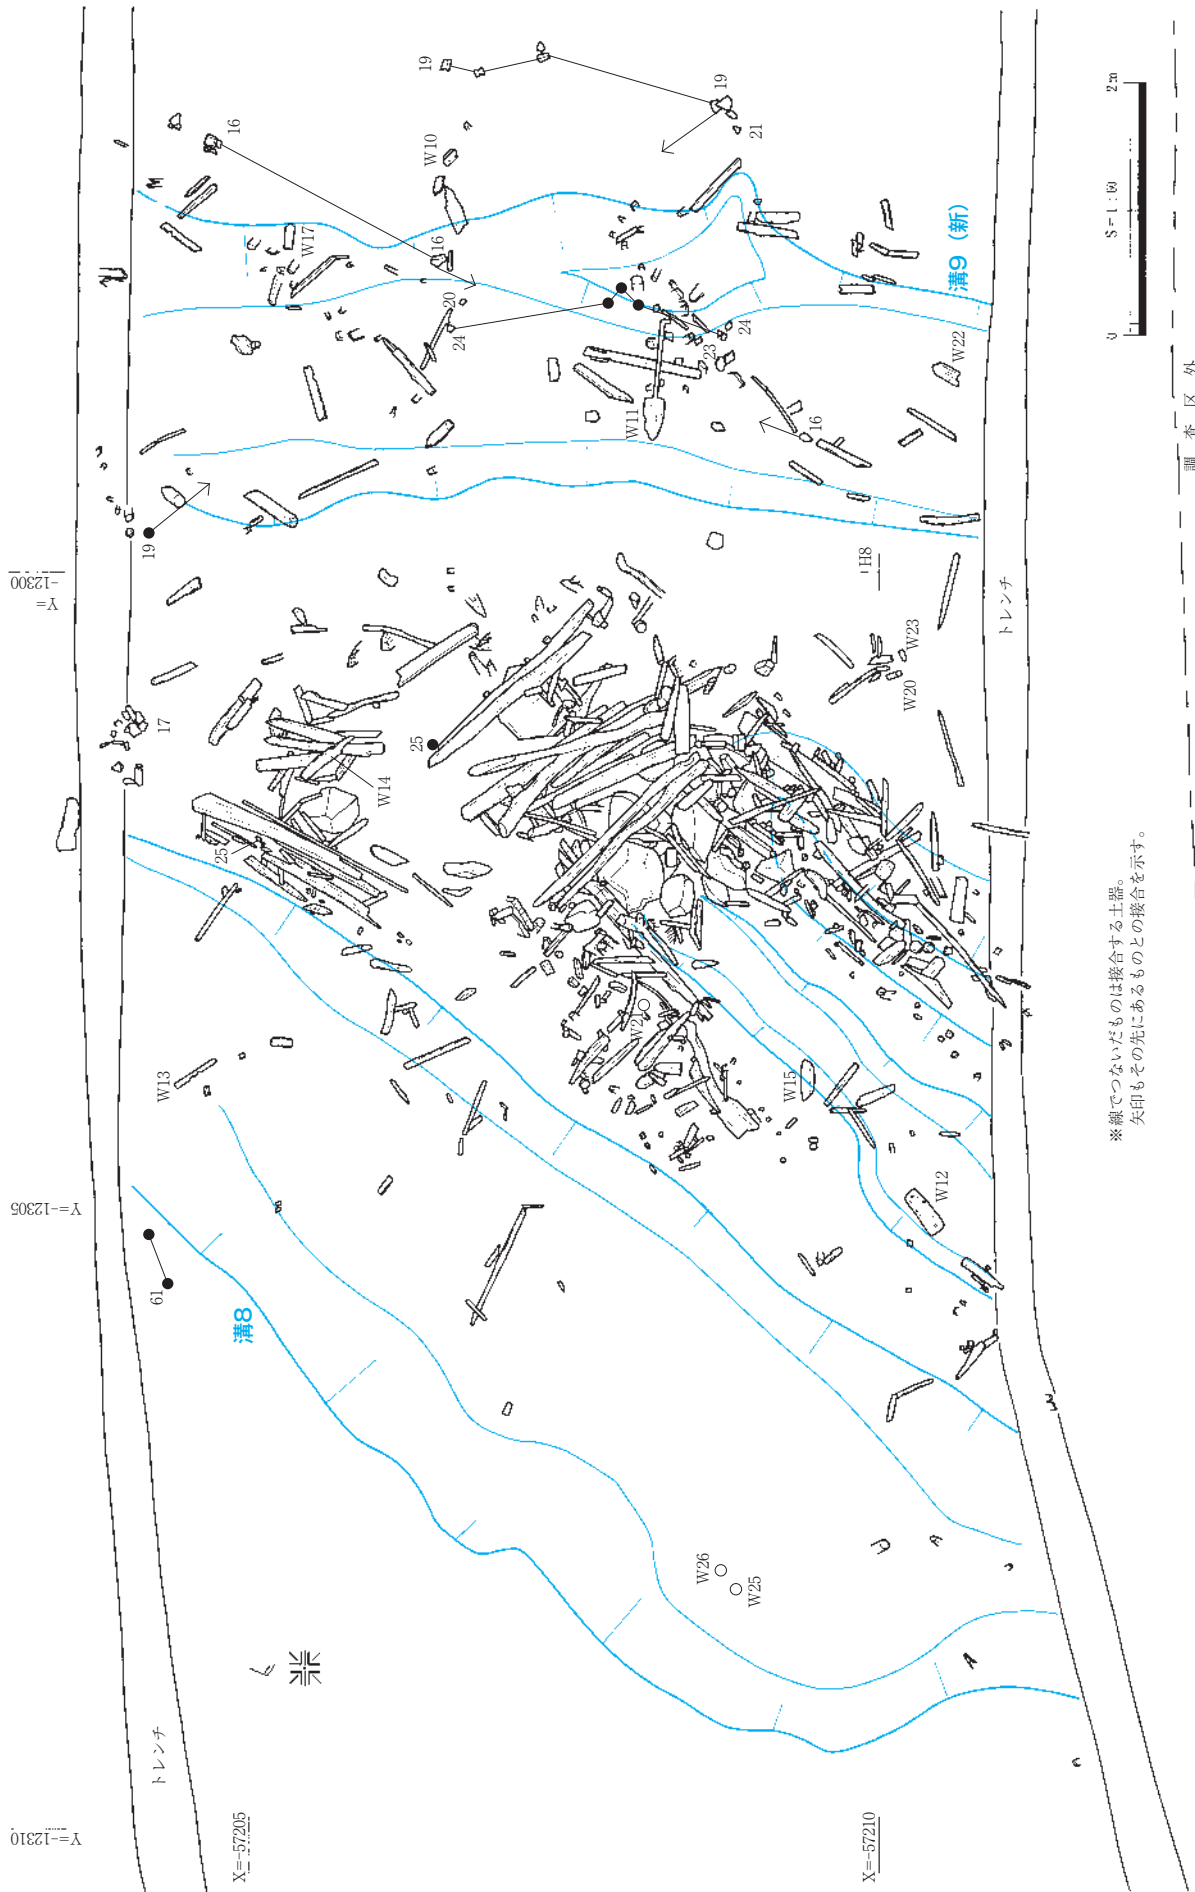 Y=-12300
Y=-12305
Y=-12310
X=-57205
X=-57210
トレンチ
トレンチ
溝8
溝9(新)
調査区外
0
2m
S=1:60
16
19
19
21
W10
W17
16
20
24
24
23
W11
W22
16
19
H8
W23
W20
17
25
W14
25
W13
W21
W15
W12
61
W26
W25
※線でつないだものは接合する土器。
矢印もその先にあるものとの接合を示す。